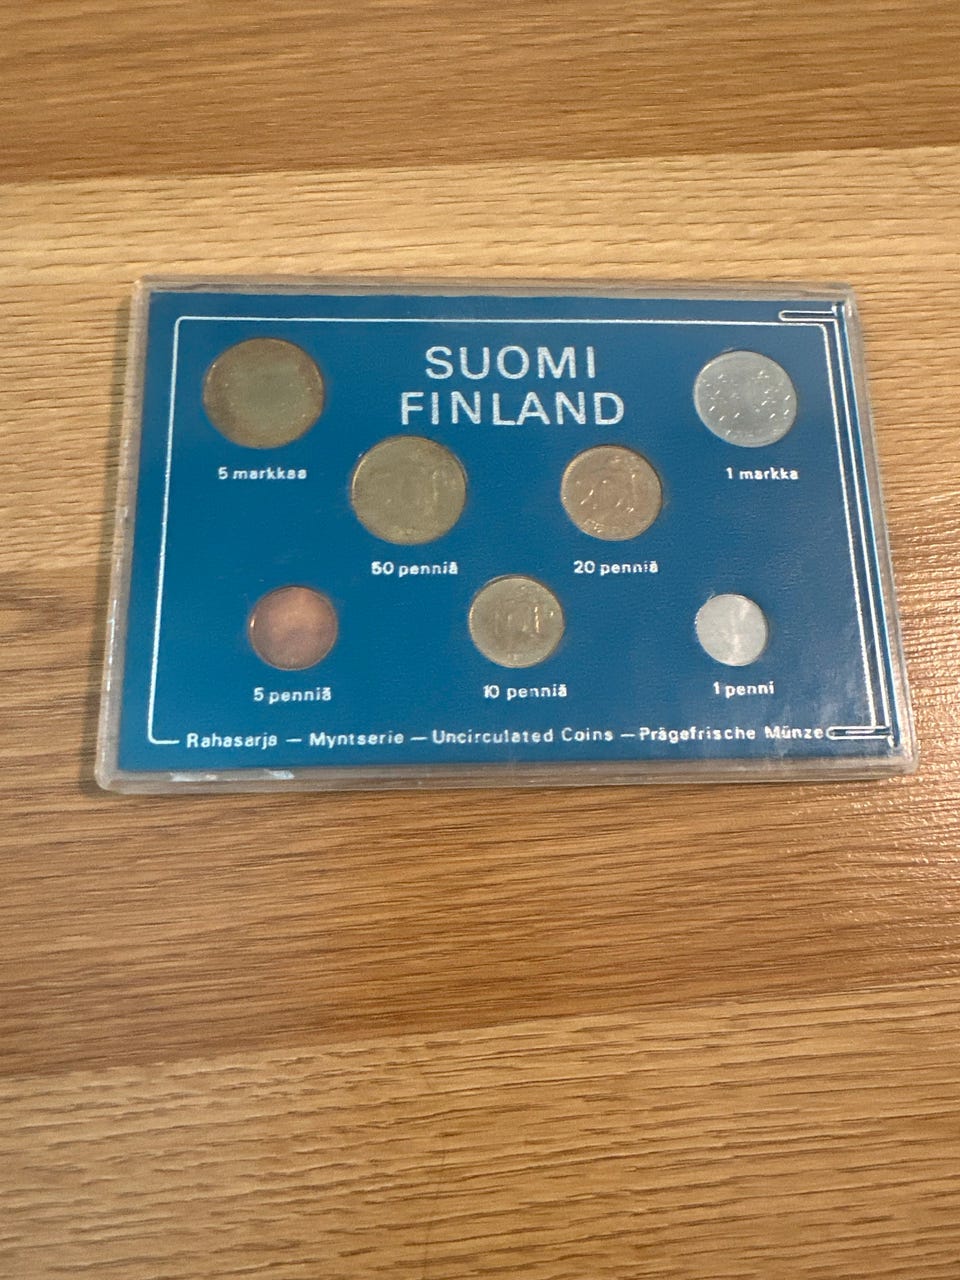 SUOMI
FINLAND
5 markkaa
1 markka
50 penniä
20 penniä
5 penniä
10 penniä
1 penni
Rahasarja — Myntserie — Uncirculated Coins — Prägefrische Münze